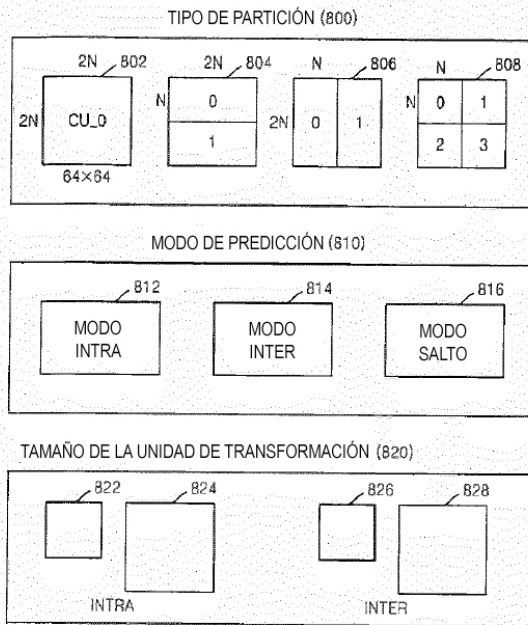 TIPO DE PARTICIÓN (800)
2N 802 2N 804 N 806 N 808
2N CU_0 N 0 1 2N 0 1 N 0 1 2 3
64×64
MODO DE PREDICCIÓN (810)
812 814 816
MODO INTRA MODO INTER MODO SALTO
TAMAÑO DE LA UNIDAD DE TRANSFORMACIÓN (820)
822 824 826 828
INTRA INTER